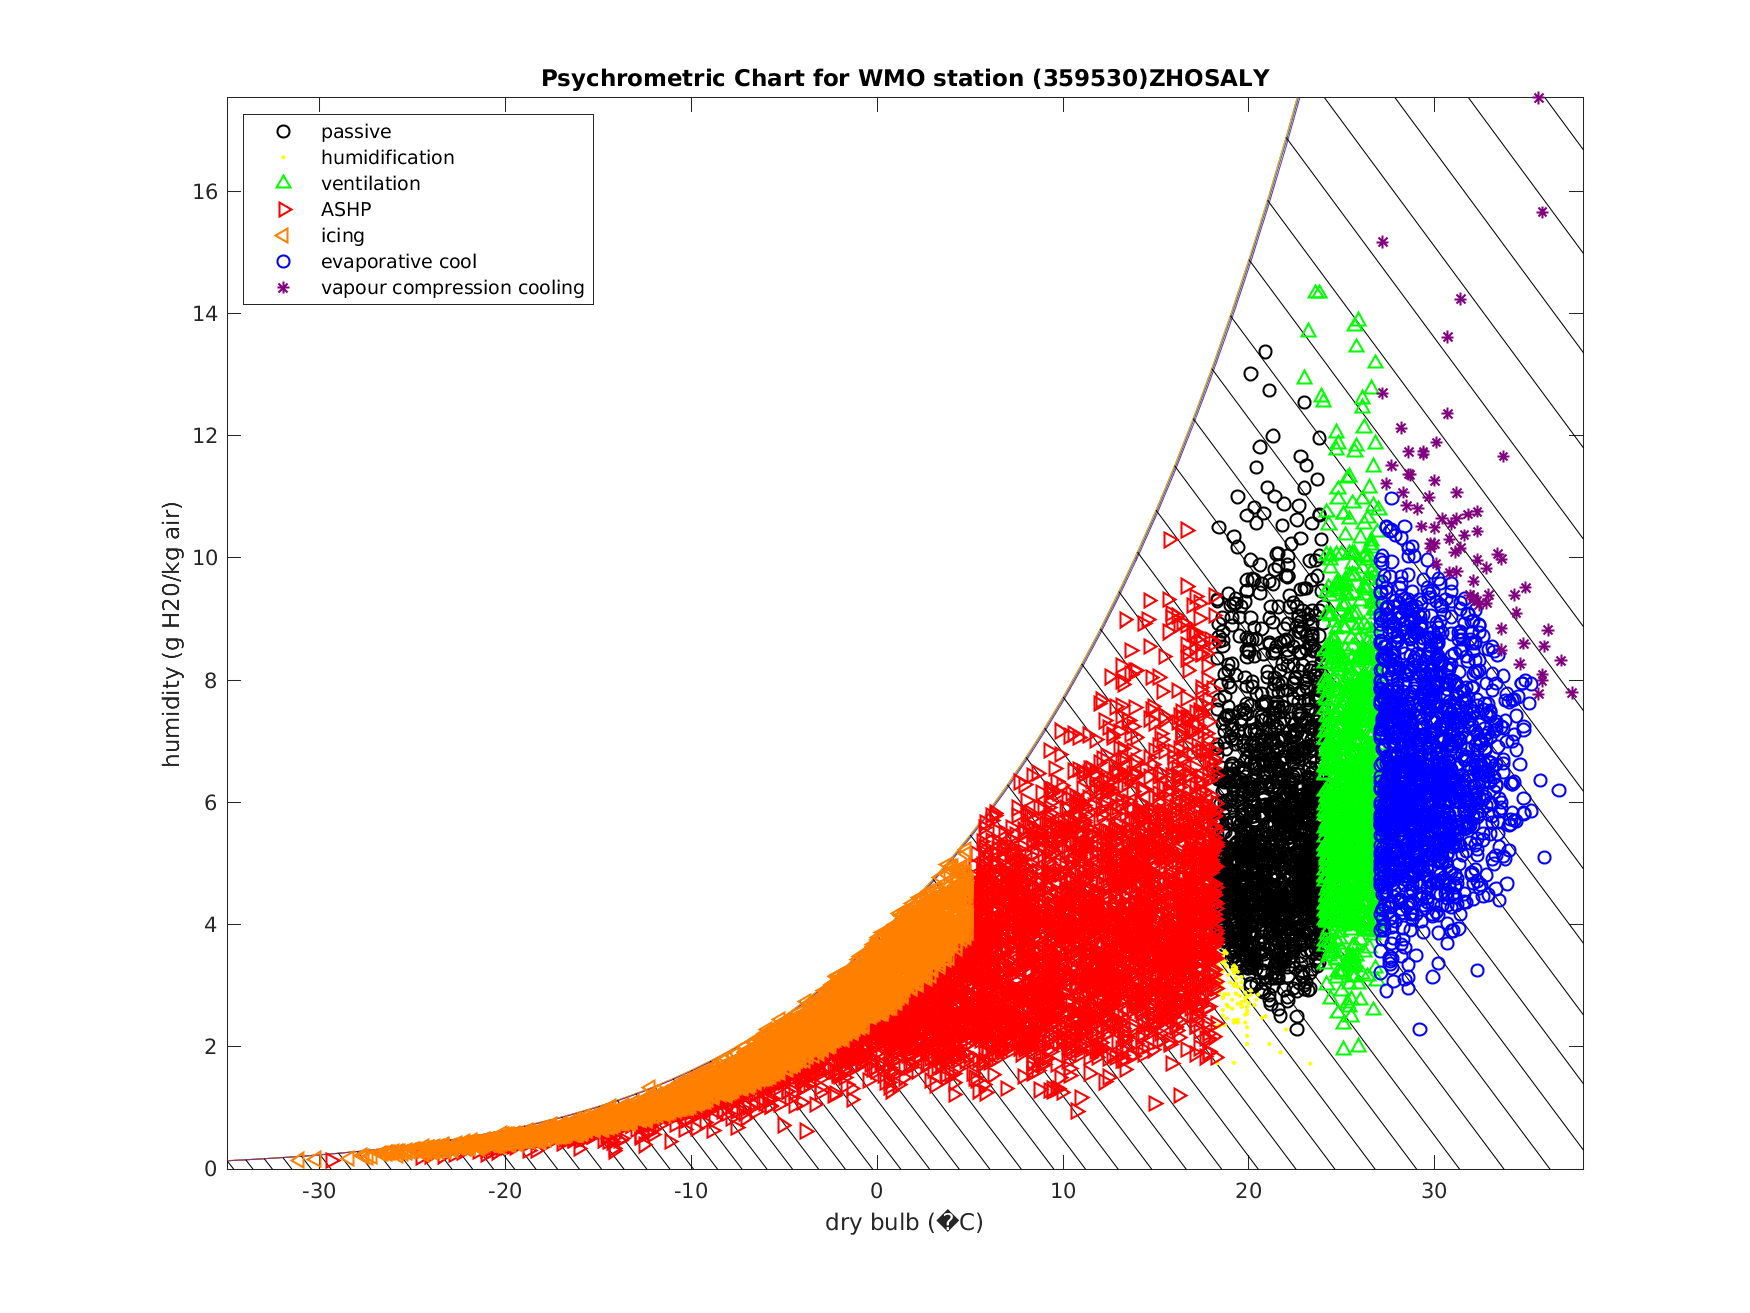 Psychrometric Chart for WMO station (359530)ZHOSALY
passive
humidification
ventilation
ASHP
icing
evaporative cool
vapour compression cooling
humidity (g H20/kg air)
16
14
12
10
8
6
4
2
0
-30 -20 -10 0 10 20 30
dry bulb (�C)